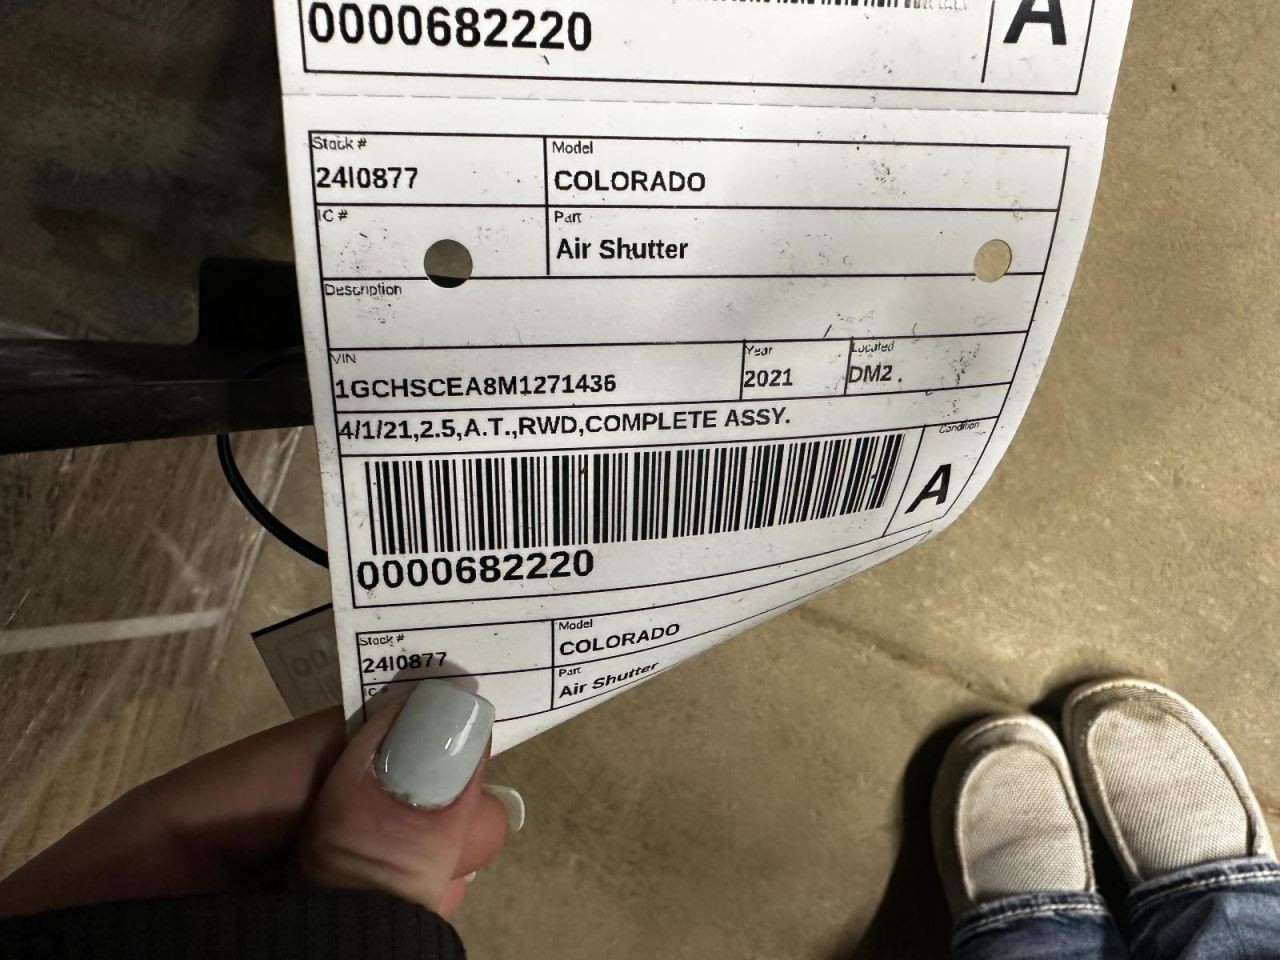 0000682220
A
Stock #
Model
24I0877
COLORADO
IC #
Part
Air Shutter
Description
VIN
Year
Located
1GCHSCEA8M1271436
2021
DM2
4/1/21,2.5,A.T.,RWD,COMPLETE ASSY.
Condition
A
0000682220
Stock #
Model
24I0877
COLORADO
IC #
Part
Air Shutter